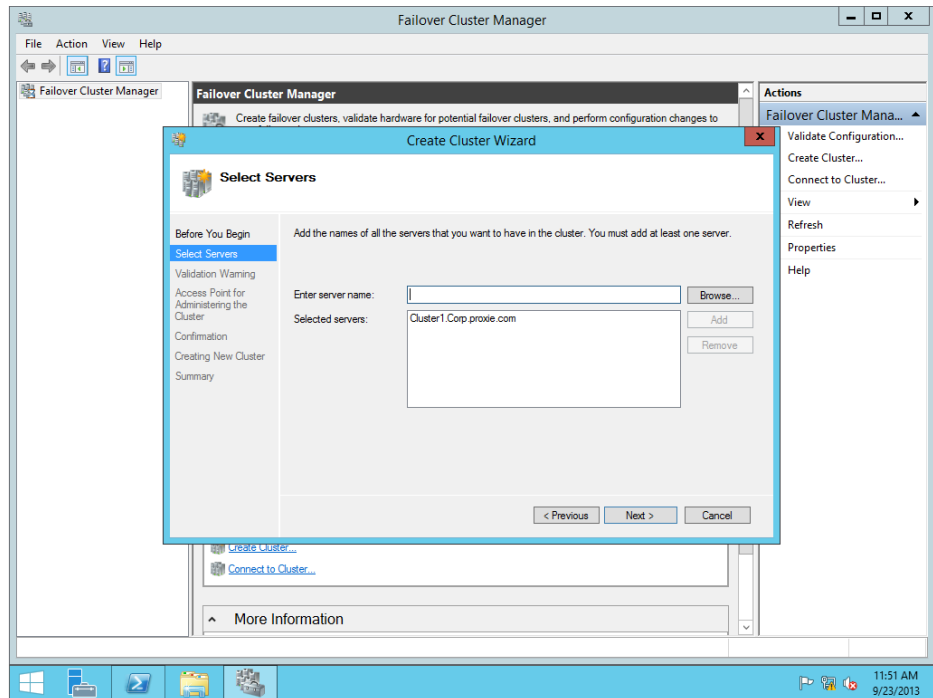 Failover Cluster Manager
File Action View Help
Failover Cluster Manager
Failover Cluster Manager
Create failover clusters, validate hardware for potential failover clusters, and perform configuration changes to
Actions
Failover Cluster Mana...
Validate Configuration...
Create Cluster...
Connect to Cluster...
View
Refresh
Properties
Help
Create Cluster Wizard
Select Servers
Before You Begin
Select Servers
Validation Warning
Access Point for
Administering the
Cluster
Confirmation
Creating New Cluster
Summary
Add the names of all the servers that you want to have in the cluster. You must add at least one server.
Enter server name:
Browse...
Selected servers:
Cluster1.Corp.proxie.com
Add
Remove
< Previous
Next >
Cancel
Create Cluster...
Connect to Cluster...
More Information
11:51 AM
9/23/2013